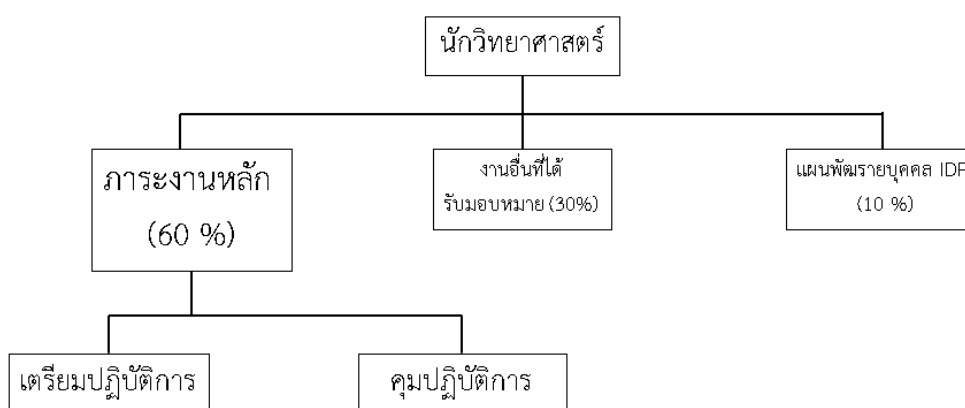 นักวิทยาศาสตร์
ภาระงานหลัก
(60 %)
งานอื่นที่ได้
รับมอบหมาย (30%)
แผนพัฒรายบุคคล IDP
(10 %)
เตรียมปฏิบัติการ
คุมปฏิบัติการ